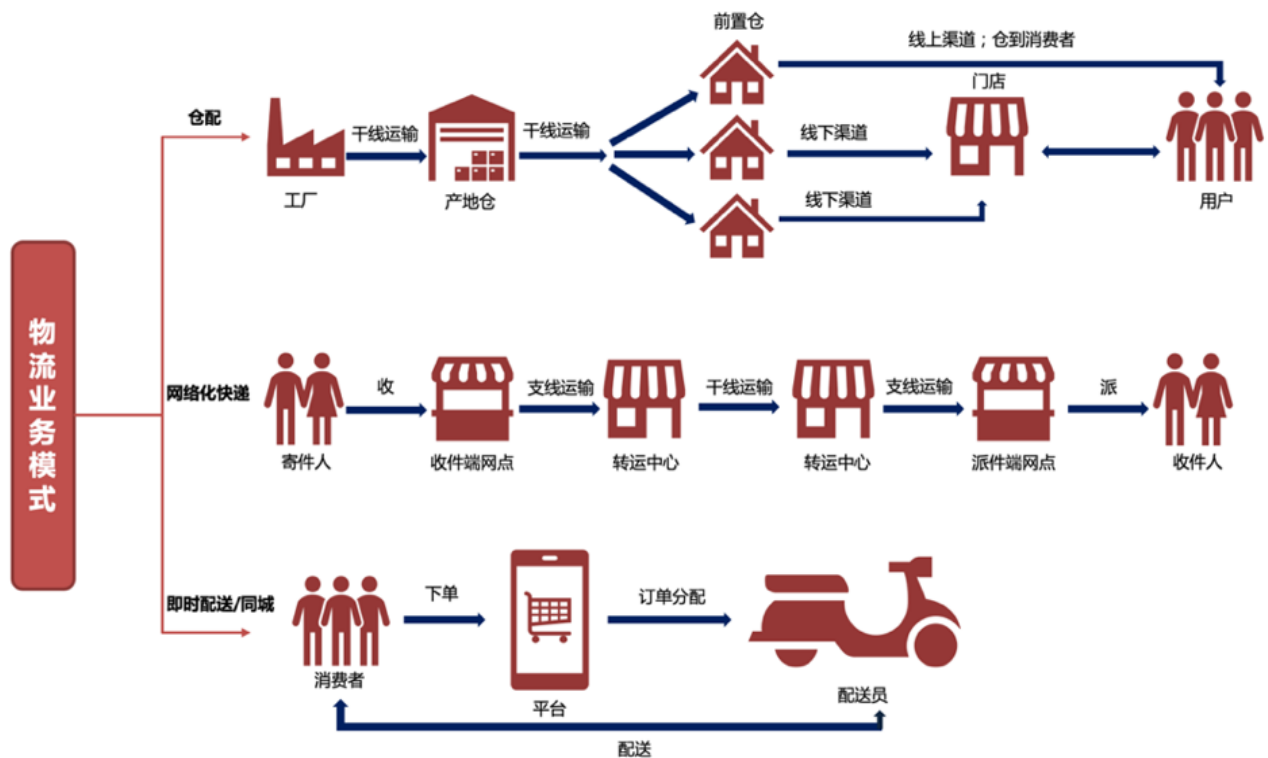 物流业务模式
仓配
工厂
干线运输
产地仓
干线运输
前置仓
线上渠道；仓到消费者
线下渠道
线下渠道
门店
用户
网络化快递
寄件人
收
收件端网点
支线运输
转运中心
干线运输
转运中心
支线运输
派件端网点
派
收件人
即时配送/同城
消费者
下单
平台
订单分配
配送员
配送